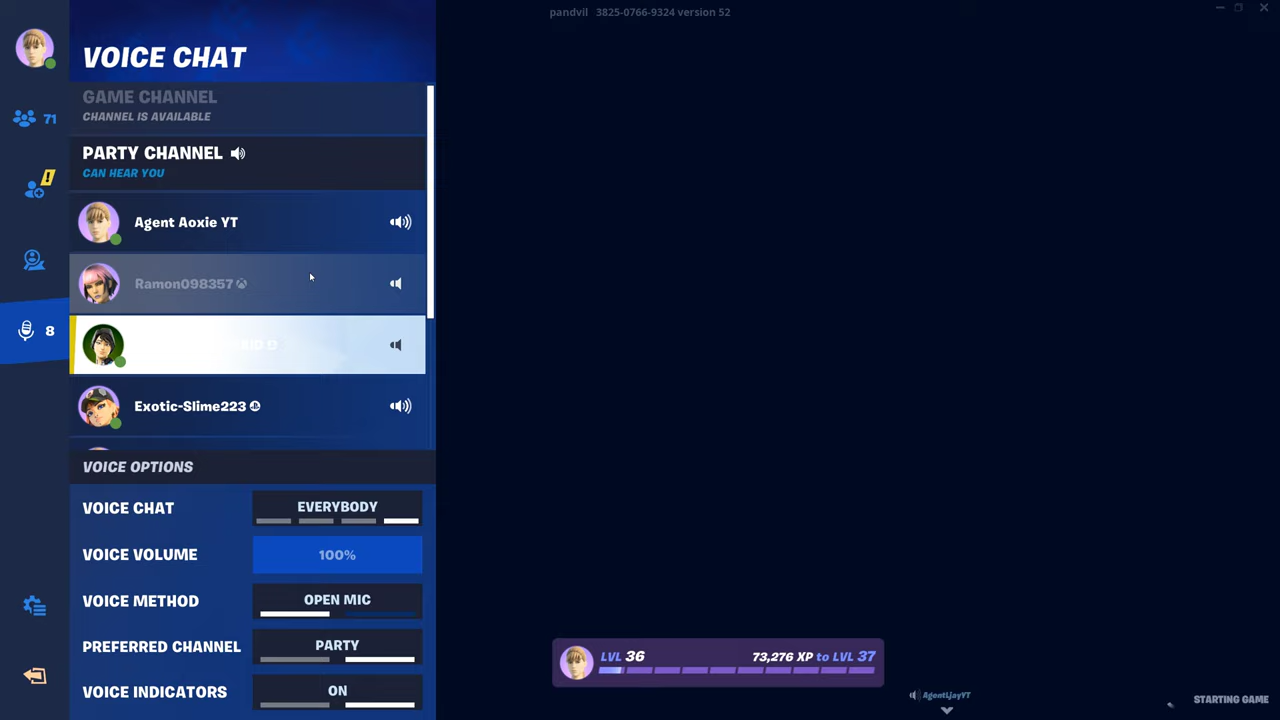 pandvil 3825-0766-9324 version 52
VOICE CHAT
GAME CHANNEL
CHANNEL IS AVAILABLE
71
PARTY CHANNEL
CAN HEAR YOU
!
Agent Aoxie YT
Ramon098357
8
Exotic-Slime223
VOICE OPTIONS
VOICE CHAT EVERYBODY
VOICE VOLUME 100%
VOICE METHOD OPEN MIC
PREFERRED CHANNEL PARTY
VOICE INDICATORS ON
LVL 36 73,276 XP to LVL 37
AgentLjayYT
STARTING GAME